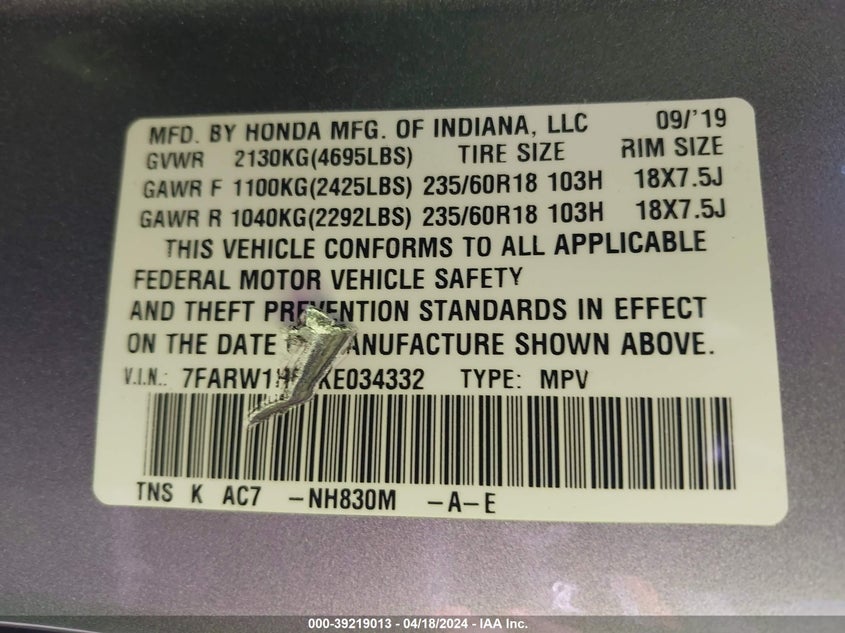 MFD. BY HONDA MFG. OF INDIANA, LLC 09/'19
GVWR 2130KG(4695LBS) TIRE SIZE RIM SIZE
GAWR F 1100KG(2425LBS) 235/60R18 103H 18X7.5J
GAWR R 1040KG(2292LBS) 235/60R18 103H 18X7.5J
THIS VEHICLE CONFORMS TO ALL APPLICABLE
FEDERAL MOTOR VEHICLE SAFETY
AND THEFT PREVENTION STANDARDS IN EFFECT
ON THE DATE MANUFACTURE SHOWN ABOVE.
V.I.N.: TYPE: MPV
TNS K AC7 -NH830M -A-E
000-39219013 - 04/18/2024 - IAA Inc.